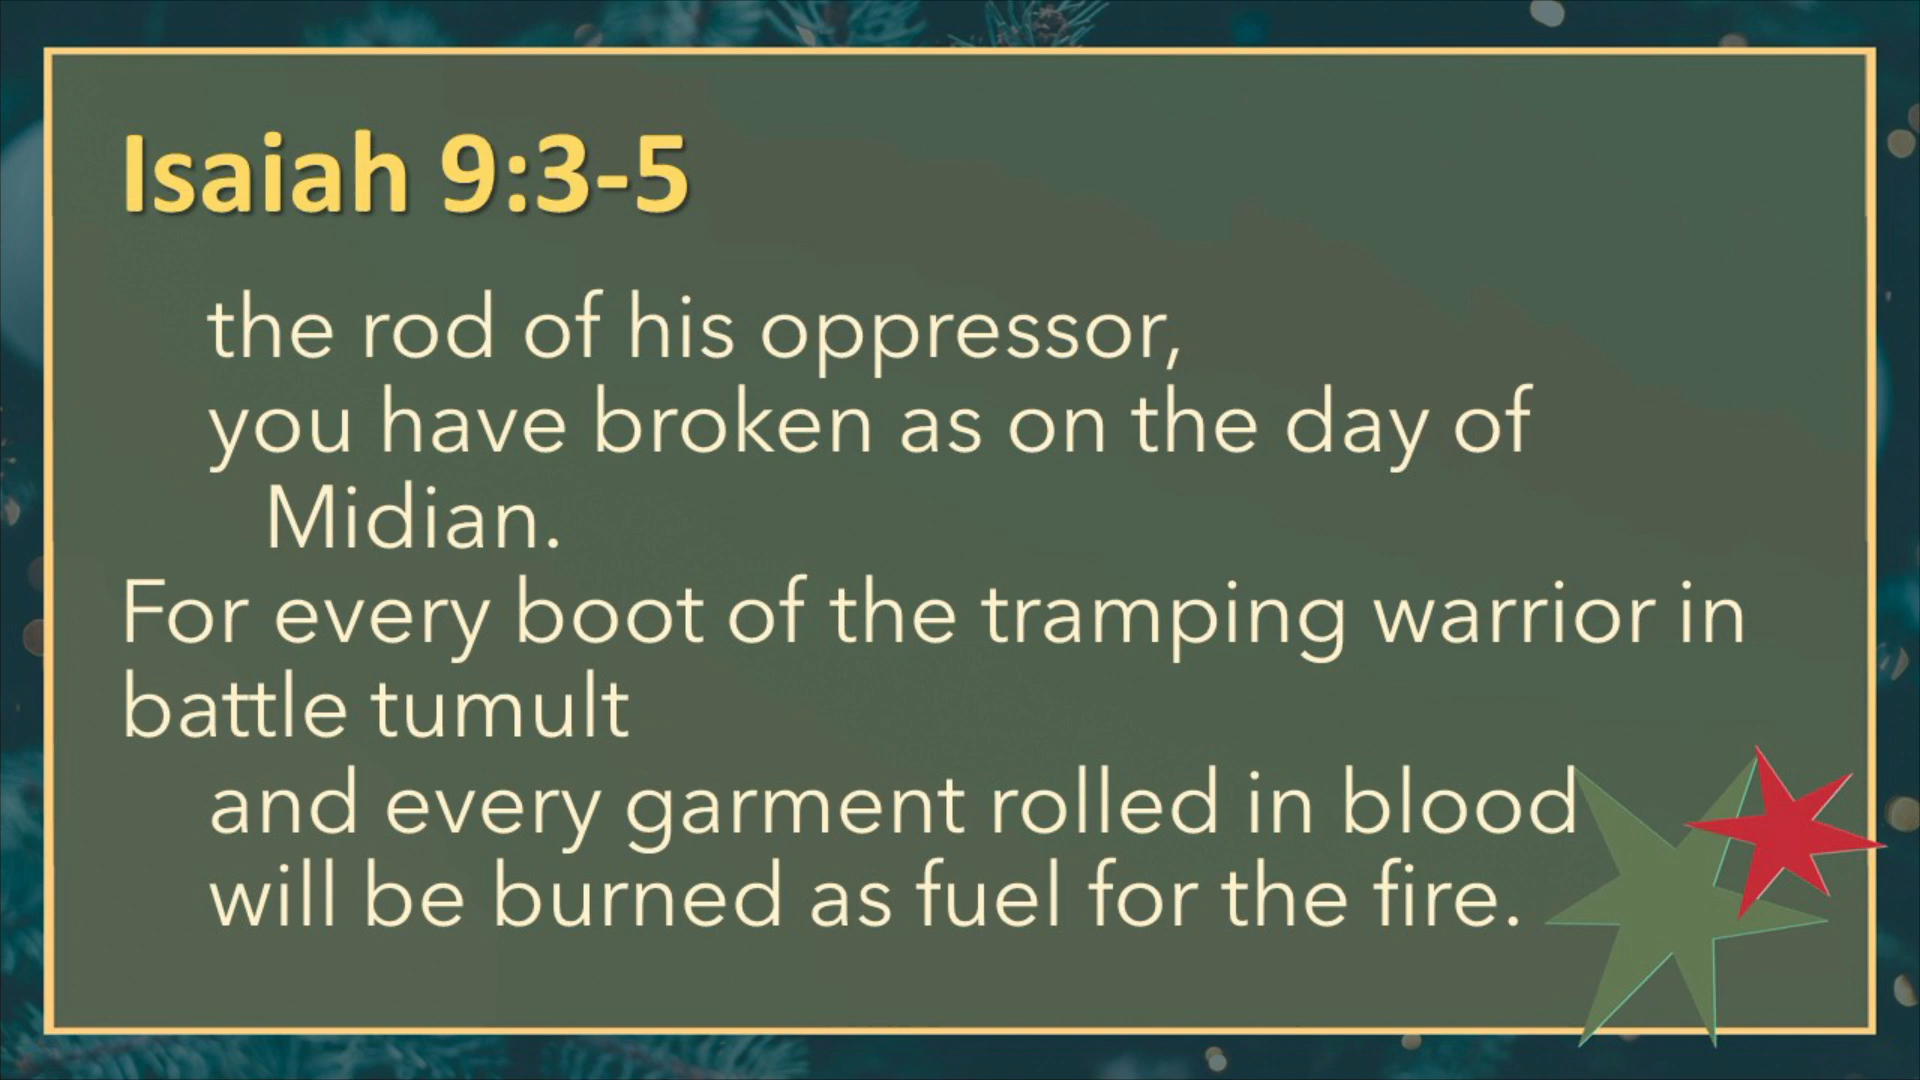 Isaiah 9:3-5
the rod of his oppressor,
you have broken as on the day of
Midian.
For every boot of the tramping warrior in
battle tumult
and every garment rolled in blood
will be burned as fuel for the fire.